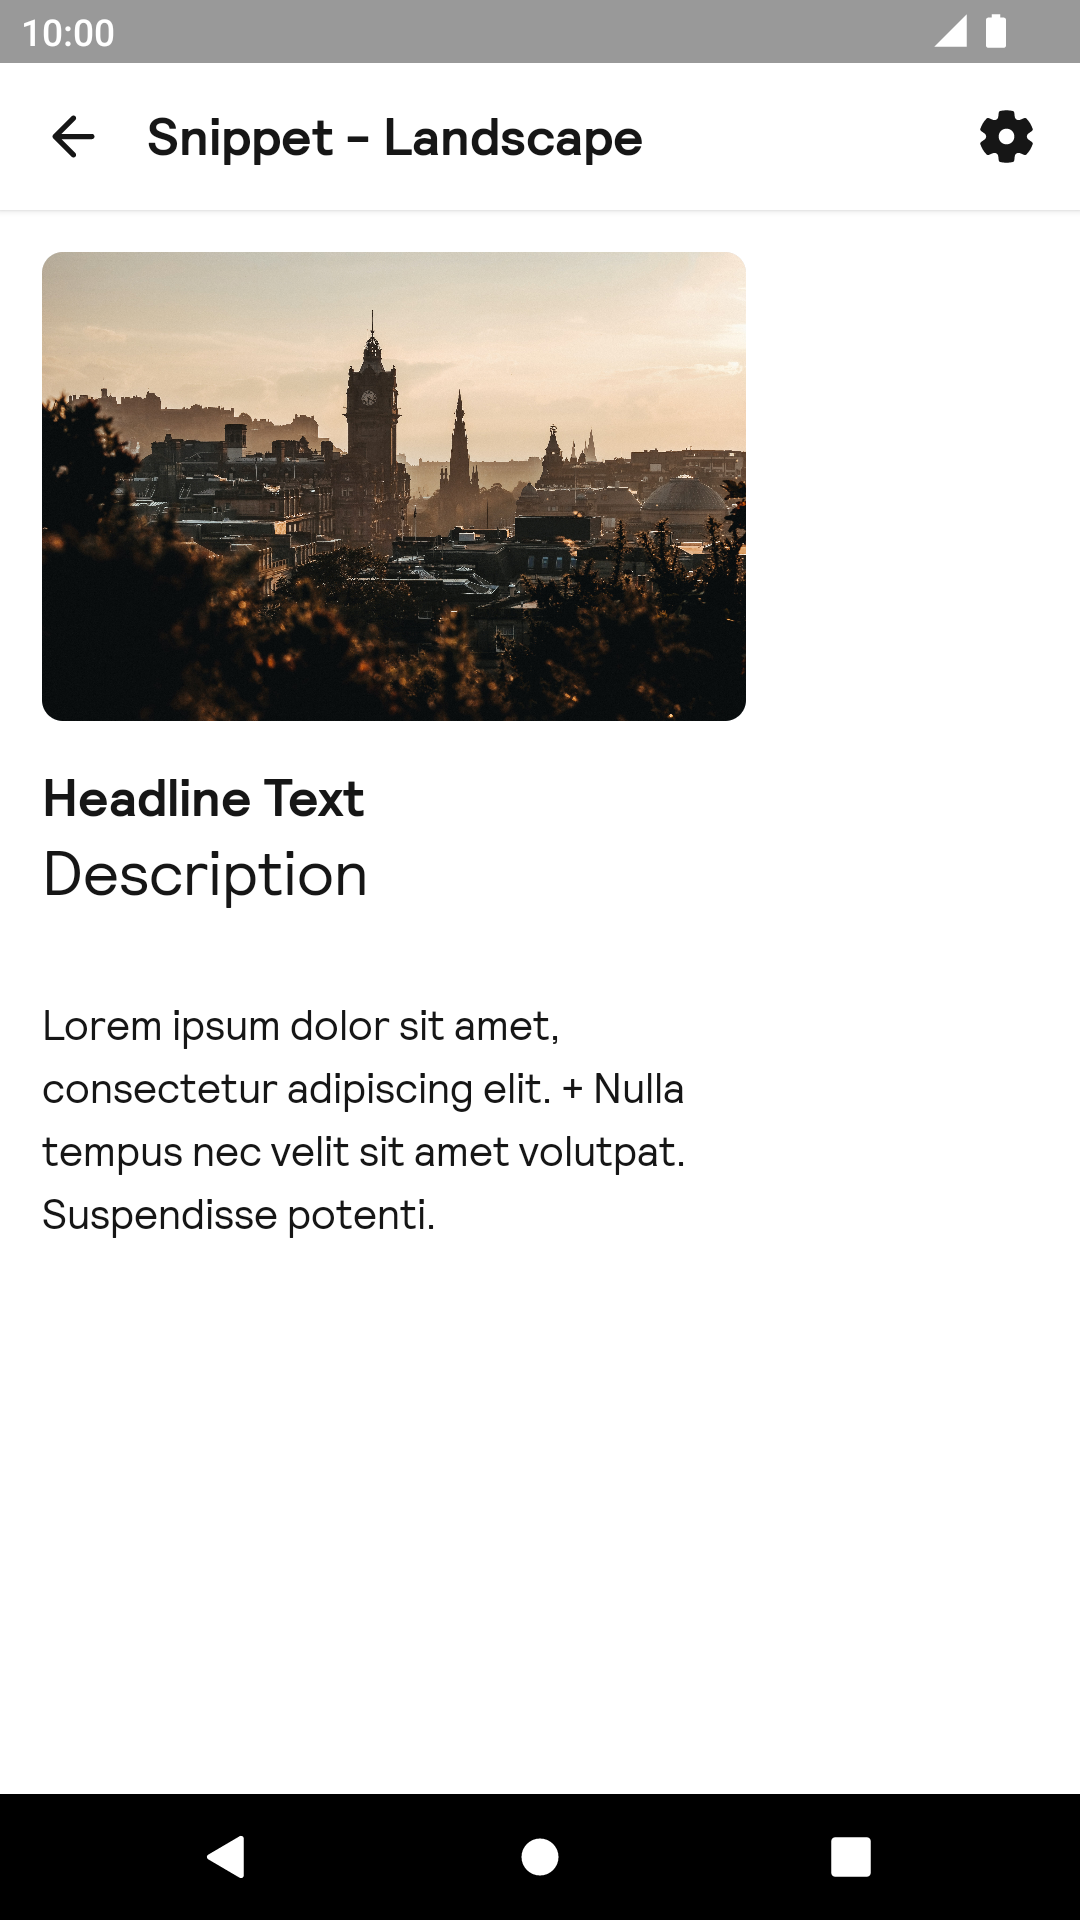 10:00
Snippet - Landscape
Headline Text
Description
Lorem ipsum dolor sit amet,
consectetur adipiscing elit. + Nulla
tempus nec velit sit amet volutpat.
Suspendisse potenti.